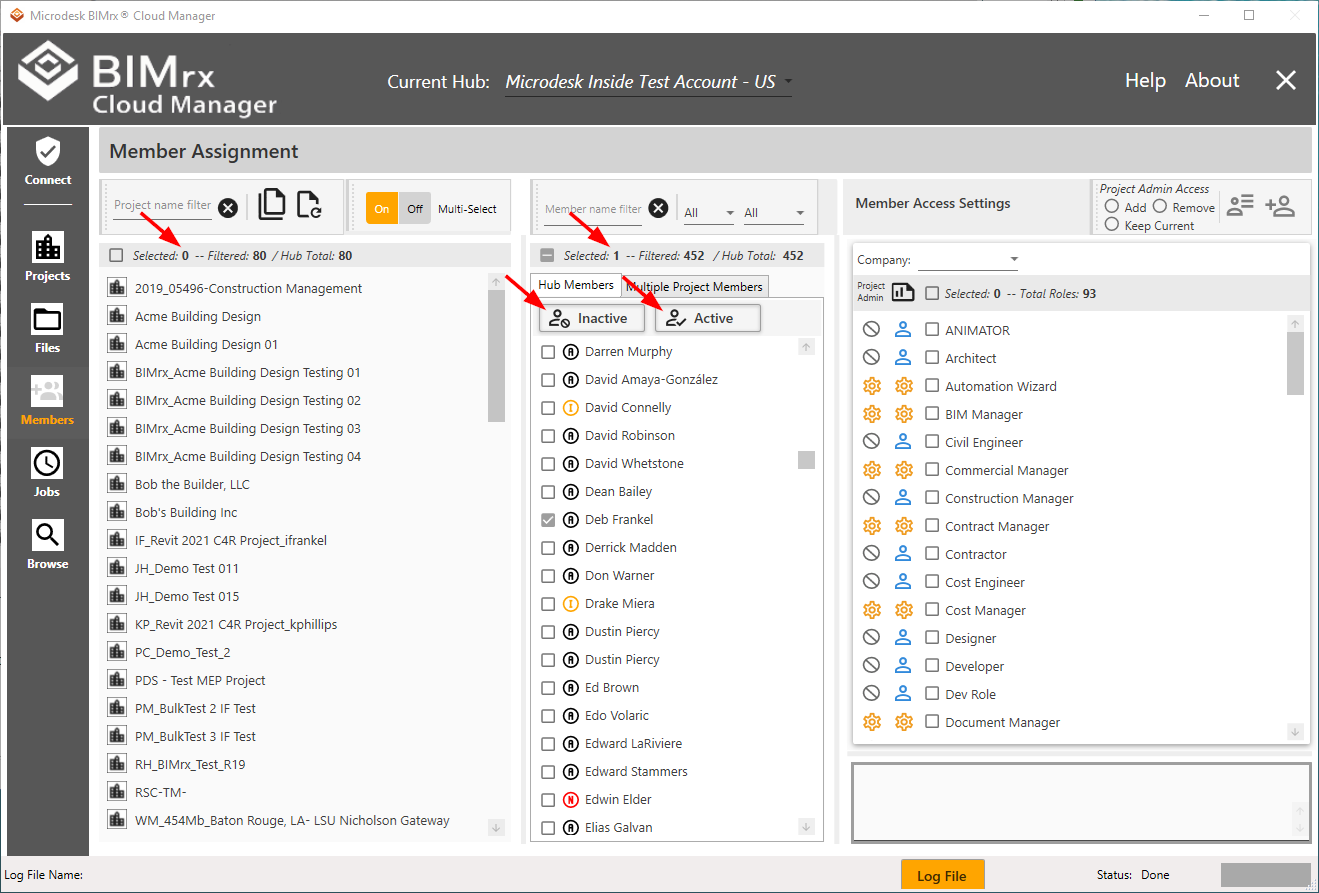 Microdesk BIMrx® Cloud Manager
BIMrx
Cloud Manager
Current Hub: Microdesk Inside Test Account - US
Help About
Connect
Projects
Files
Members
Jobs
Browse
Member Assignment
Project name filter
On Off Multi-Select
Selected: 0 -- Filtered: 80 / Hub Total: 80
2019_05496-Construction Management
Acme Building Design
Acme Building Design 01
BIMrx_Acme Building Design Testing 01
BIMrx_Acme Building Design Testing 02
BIMrx_Acme Building Design Testing 03
BIMrx_Acme Building Design Testing 04
Bob the Builder, LLC
Bob's Building Inc
IF_Revit 2021 C4R Project_ifrankel
JH_Demo Test 011
JH_Demo Test 015
KP_Revit 2021 C4R Project_kphillips
PC_Demo_Test_2
PDS - Test MEP Project
PM_BulkTest 2 IF Test
PM_BulkTest 3 IF Test
RH_BIMrx_Test_R19
RSC-TM-
WM_454Mb_Baton Rouge, LA- LSU Nicholson Gateway
Member name filter
All All
Selected: 1 -- Filtered: 452 / Hub Total: 452
Hub Members Multiple Project Members
Inactive Active
A Darren Murphy
A David Amaya-González
I David Connelly
A David Robinson
A David Whetstone
A Dean Bailey
A Deb Frankel
A Derrick Madden
A Don Warner
I Drake Miera
A Dustin Piercy
A Dustin Piercy
A Ed Brown
A Edo Volaric
A Edward LaRiviere
A Edward Stammers
N Edwin Elder
A Elias Galvan
Member Access Settings
Project Admin Access
Add Remove
Keep Current
Company:
Project
Admin
Selected: 0 -- Total Roles: 93
ANIMATOR
Architect
Automation Wizard
BIM Manager
Civil Engineer
Commercial Manager
Construction Manager
Contract Manager
Contractor
Cost Engineer
Cost Manager
Designer
Developer
Dev Role
Document Manager
Log File Name:
Log File
Status: Done